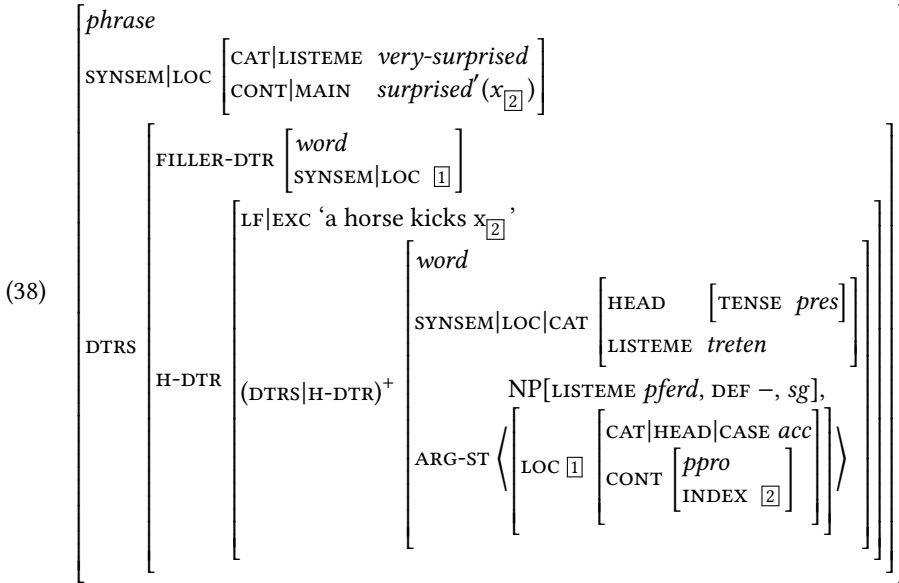 phrase
SYNSEM|LOC [CAT|LISTEME very-surprised
CONT|MAIN surprised′(x[2])]
FILLER-DTR [word
SYNSEM|LOC [1]]
LF|EXC ‘a horse kicks x[2]’
word
(38)
SYNSEM|LOC|CAT [HEAD [TENSE pres]
LISTEME treten]
DTRS
H-DTR
(DTRS|H-DTR)+
NP[LISTEME pferd, DEF −, sg],
ARG-ST ⟨[LOC [1] [CAT|HEAD|CASE acc
CONT [ppro
INDEX [2]]]]⟩